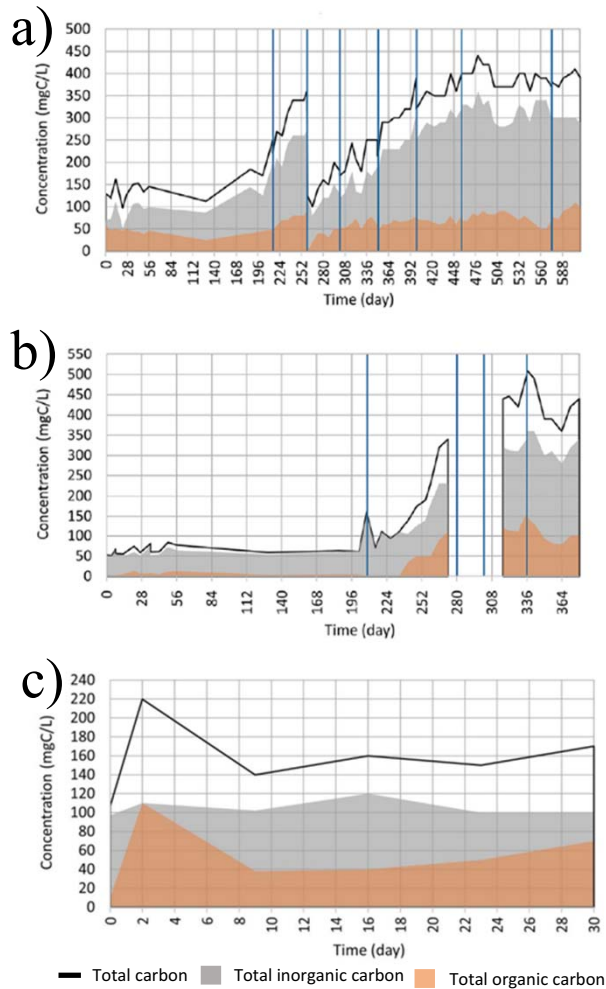 a)
500
450
400
350
300
250
200
150
100
50
0
Concentration (mgC/L)
0 28 56 84 112 140 168 196 224 252 280 308 336 364 392 420 448 476 504 532 560 588
Time (day)
b)
550
500
450
400
350
300
250
200
150
100
50
0
Concentration (mgC/L)
0 28 56 84 112 140 168 196 224 252 280 308 336 364
Time (day)
c)
240
220
200
180
160
140
120
100
80
60
40
20
0
Concentration (mgC/L)
0 2 4 6 8 10 12 14 16 18 20 22 24 26 28 30
Time (day)
Total carbon Total inorganic carbon Total organic carbon